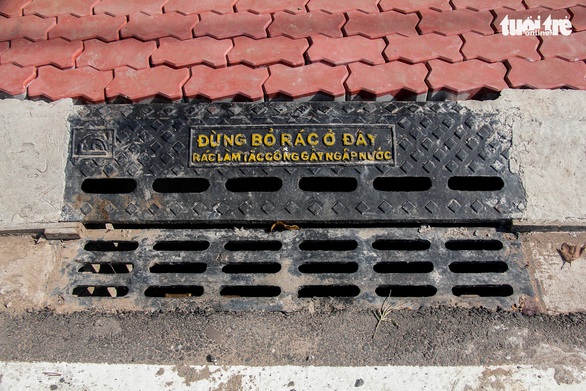 tuổi trẻ
online
ĐỪNG BỎ RÁC Ở ĐÂY
RÁC LÀM TẮC CỐNG GÂY NGẬP NƯỚC